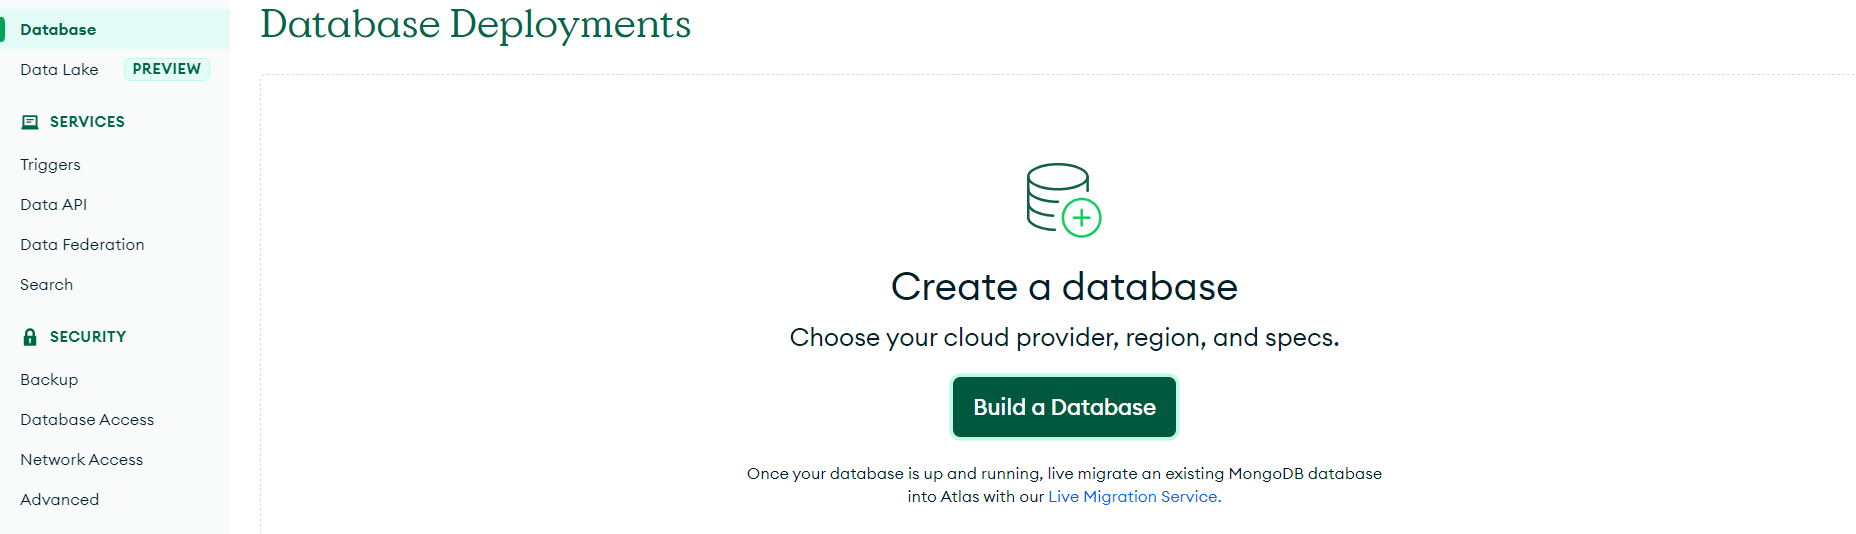 Database
Data Lake PREVIEW
SERVICES
Triggers
Data API
Data Federation
Search
SECURITY
Backup
Database Access
Network Access
Advanced
Database Deployments
Create a database
Choose your cloud provider, region, and specs.
Build a Database
Once your database is up and running, live migrate an existing MongoDB database
into Atlas with our Live Migration Service.